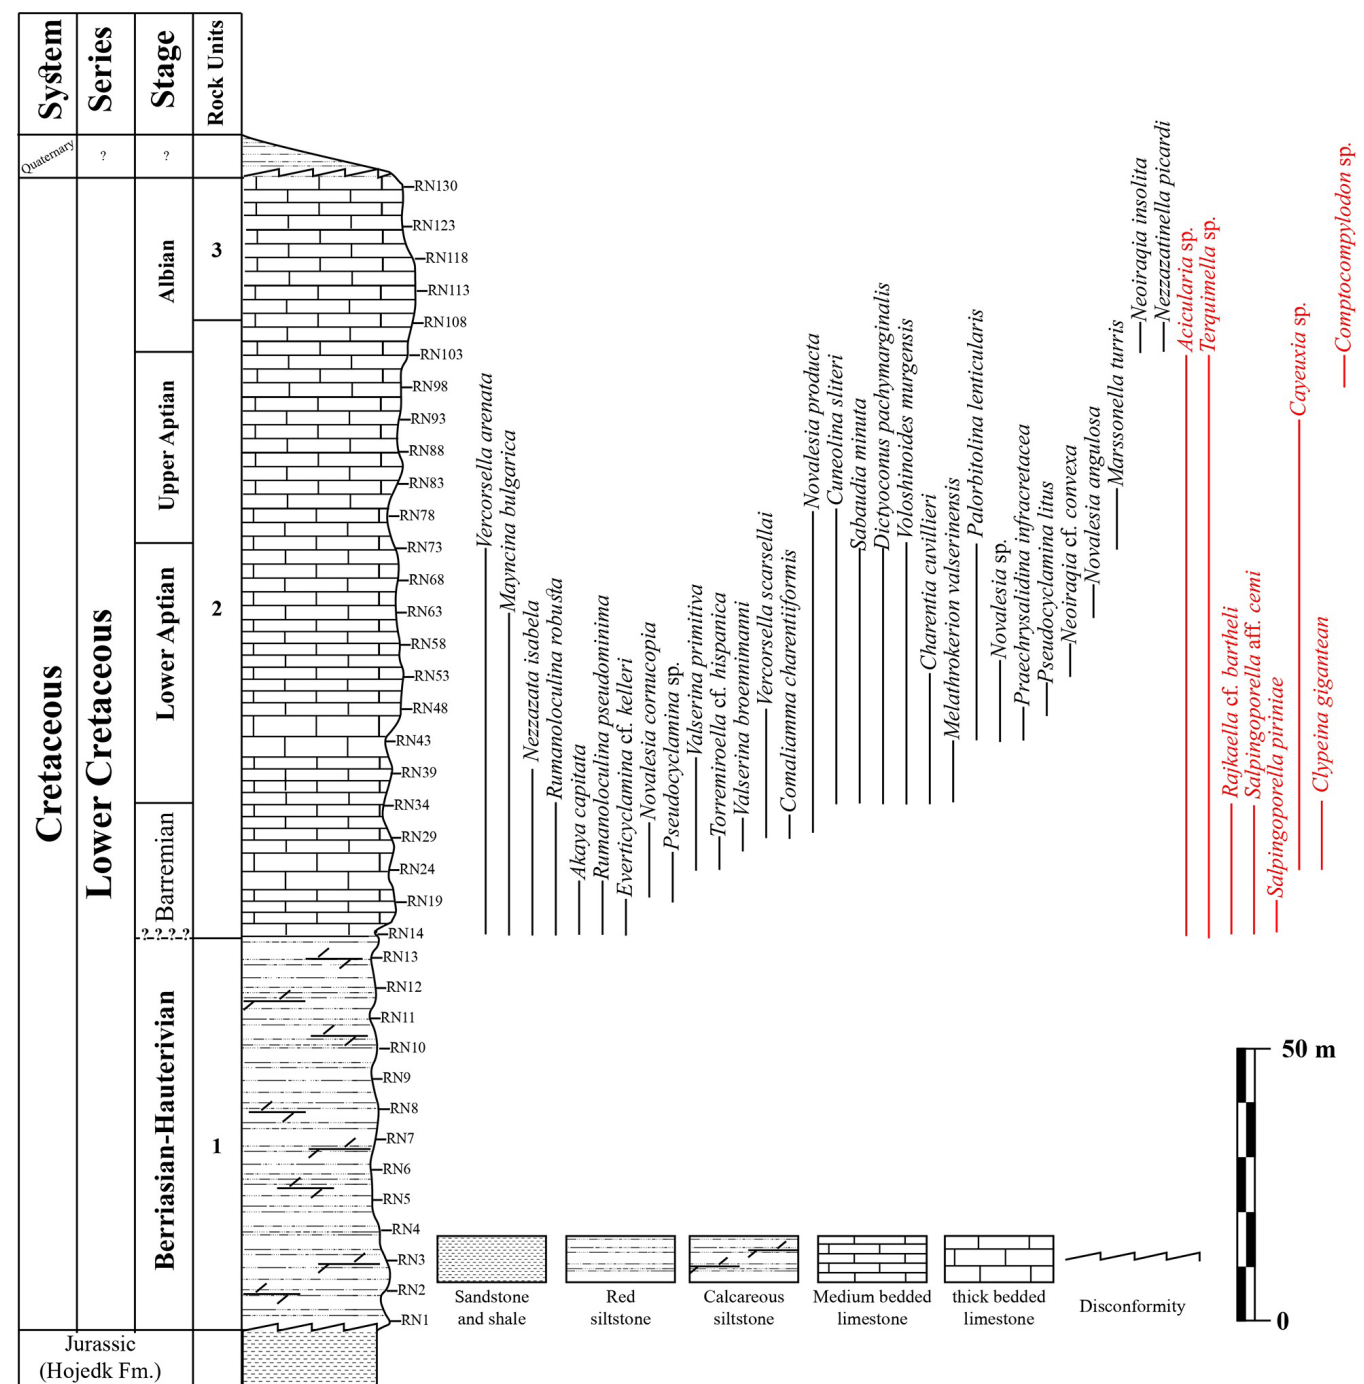 System
Series
Stage
Rock Units
Quaternary
?
?
Cretaceous
Lower Cretaceous
Albian
Upper Aptian
Lower Aptian
Barremian
? ? ? ?
Berriasian-Hauterivian
3
2
1
Jurassic
(Hojedk Fm.)
RN130
RN123
RN118
RN113
RN108
RN103
RN98
RN93
RN88
RN83
RN78
RN73
RN68
RN63
RN58
RN53
RN48
RN43
RN39
RN34
RN29
RN24
RN19
RN14
RN13
RN12
RN11
RN10
RN9
RN8
RN7
RN6
RN5
RN4
RN3
RN2
RN1
Vercorsella arenata
Mayncina bulgarica
Nezzazata isabela
Ramanoloculina robusta
Akaya capitata
Rumanoloculina pseudominima
Everticyclamina cf. kelleri
Novalesia cornucopia
Pseudocyclamina sp.
Valserina primitiva
Torremiroella cf. hispanica
Valserina broennimanni
Vercorsella scarsellai
Comaliamma charentiiformis
Novalesia producta
Cuneolina sliteri
Sabaudia minuta
Dictyoconus pachymarginalis
Voloshinoides murgensis
Charentia cuvillieri
Melathrokerion valserinensis
Palorbitolina lenticularis
Novalesia sp.
Praechrysalidina infracretacea
Pseudocyclamina litus
Neoiraqia cf. convexa
Novalesia angulosa
Marssonella turris
Neoiraqia insolita
Nezzazatinella picardi
Acicularia sp.
Terquimella sp.
Rajkaella cf. bartheli
Salpingoporella aff. cemi
Salpingoporella piriniae
Cayeuxia sp.
Clypeina gigantean
Comptocompylodon sp.
50 m
0
Sandstone
and shale
Red
siltstone
Calcareous
siltstone
Medium bedded
limestone
thick bedded
limestone
Disconformity